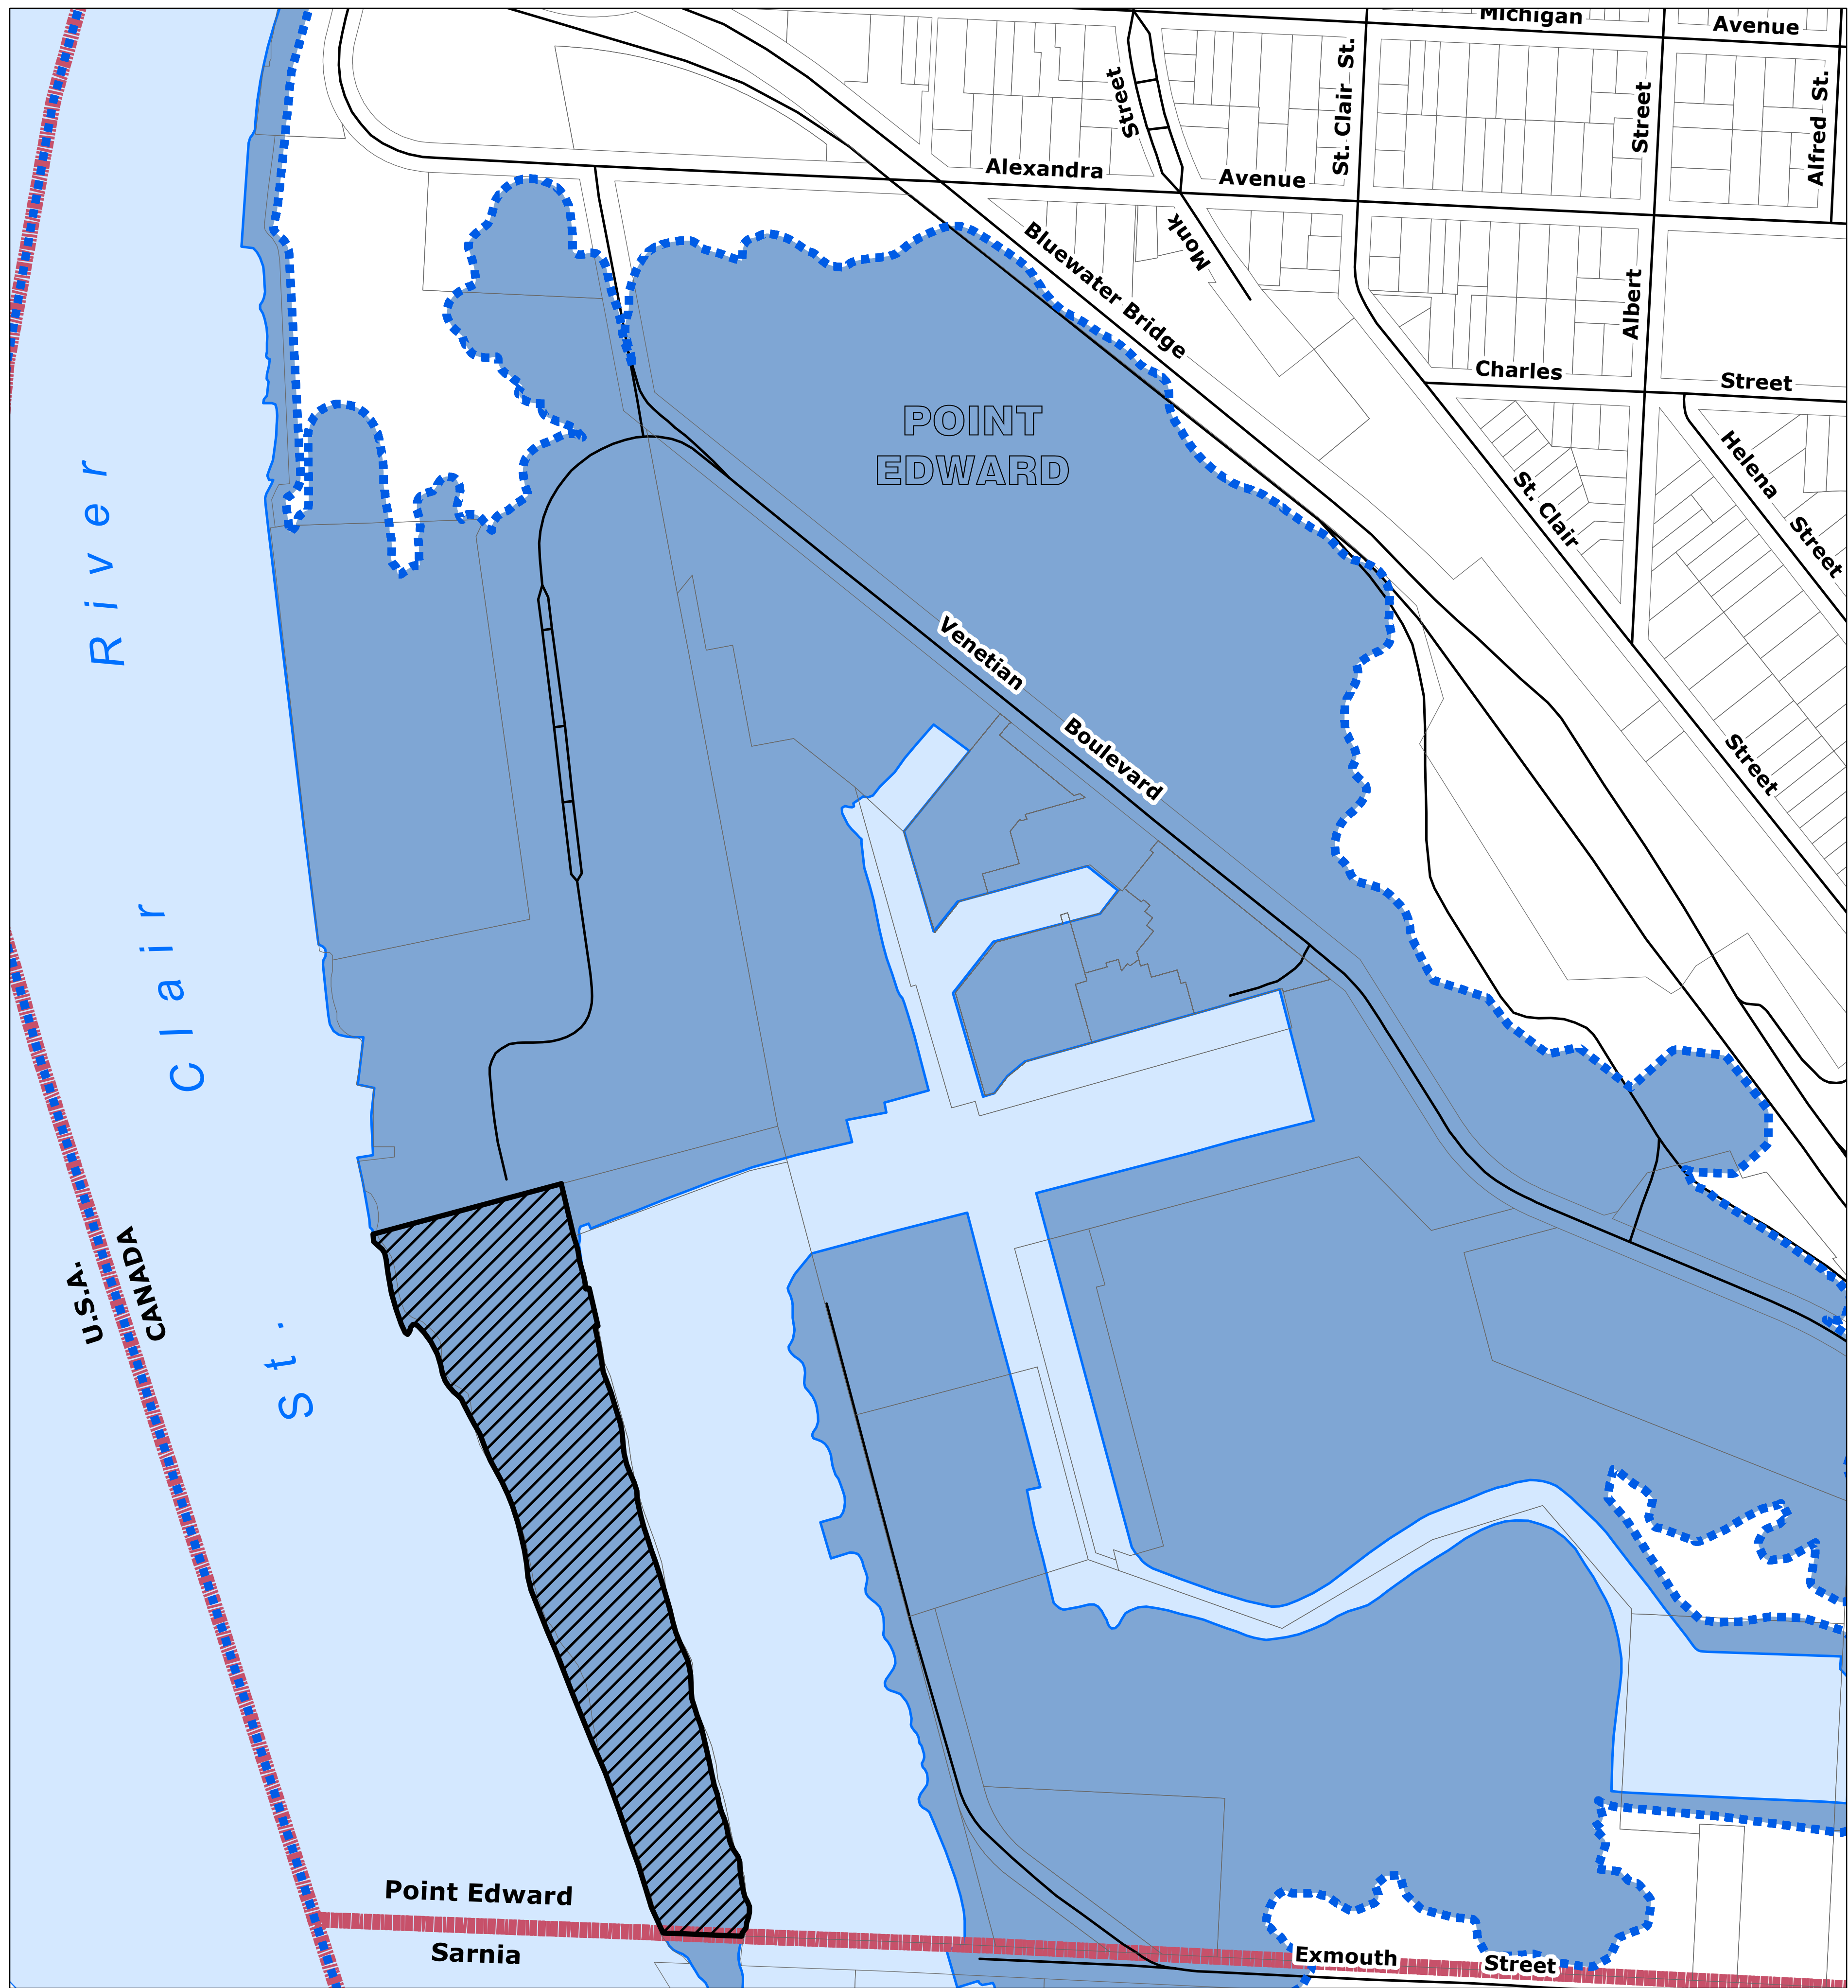 Michigan Avenue
Street
St. Clair St.
Street
Alfred St.
Alexandra Avenue
Monk
Bluewater Bridge
Albert
Charles Street
POINT
EDWARD
Helena Street
St. Clair Street
Venetian Boulevard
St. Clair River
U.S.A.
CANADA
Point Edward
Sarnia
Exmouth Street